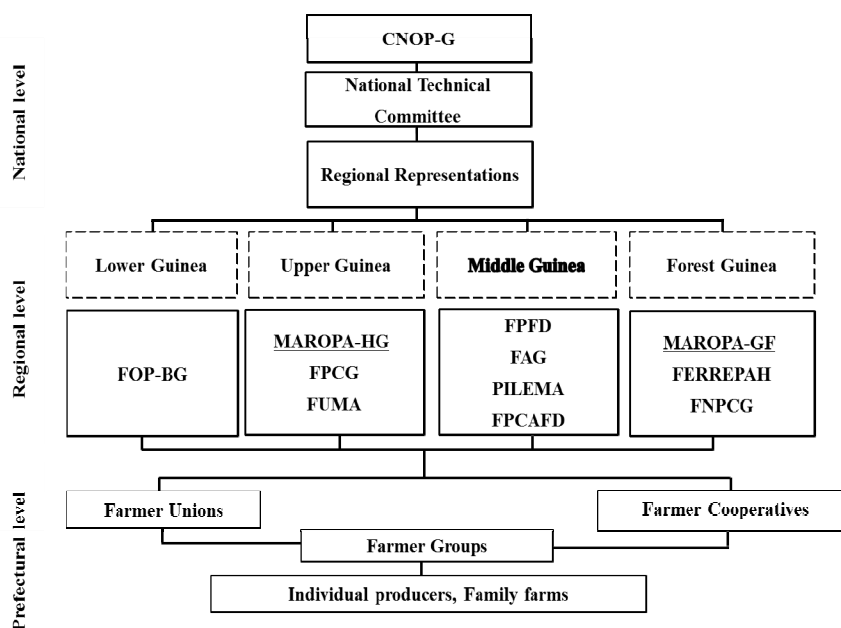 National level
CNOP-G
National Technical
Committee
Regional Representations
Regional level
Lower Guinea
Upper Guinea
Middle Guinea
Forest Guinea
FOP-BG
MAROPA-HG
FPCG
FUMA
FPFD
FAG
PILEMA
FPCAFD
MAROPA-GF
FERREPAH
FNPCG
Prefectural level
Farmer Unions
Farmer Cooperatives
Farmer Groups
Individual producers, Family farms